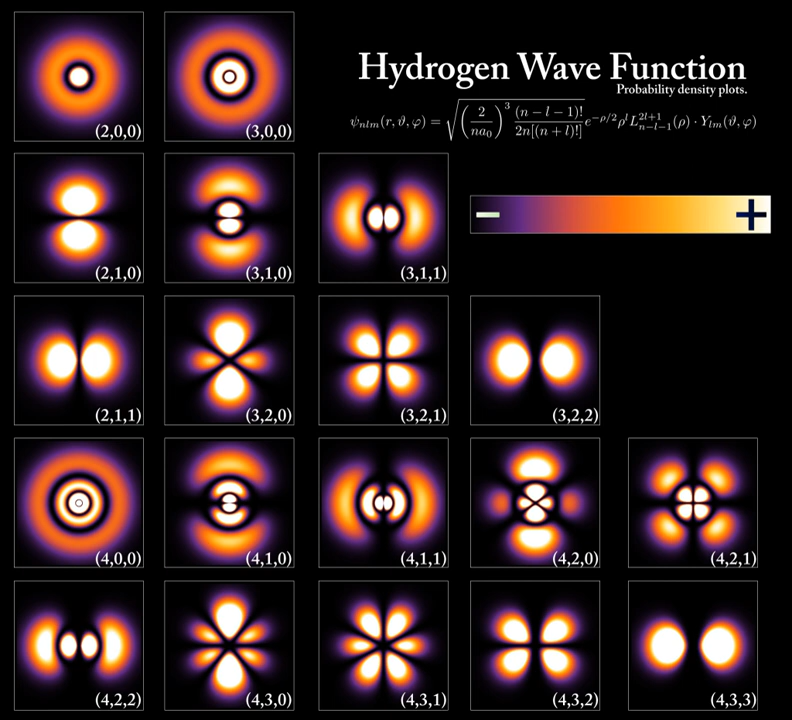 Hydrogen Wave Function
Probability density plots.
ψₙₗₘ(r,ϑ,φ) = √((2/(na₀))³ (n−l−1)!/(2n[(n+l)!])) e^(−ρ/2) ρ^l L_(n−l−1)^(2l+1)(ρ) · Yₗₘ(ϑ,φ)
− +
(2,0,0) (3,0,0)
(2,1,0) (3,1,0) (3,1,1)
(2,1,1) (3,2,0) (3,2,1) (3,2,2)
(4,0,0) (4,1,0) (4,1,1) (4,2,0) (4,2,1)
(4,2,2) (4,3,0) (4,3,1) (4,3,2) (4,3,3)